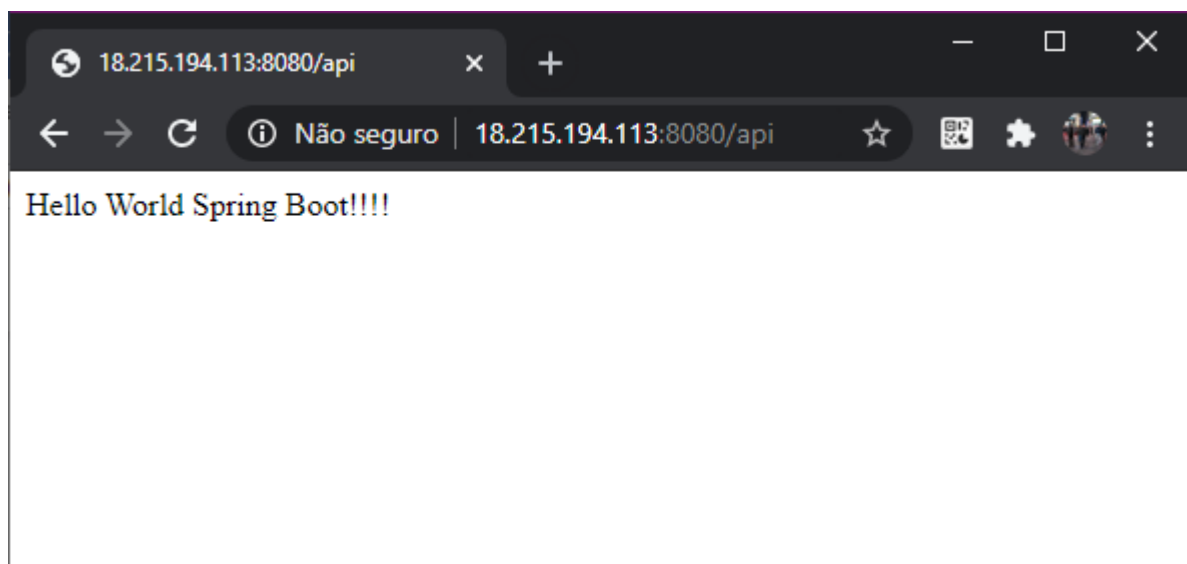 18.215.194.113:8080/api
Não seguro 18.215.194.113:8080/api
Hello World Spring Boot!!!!